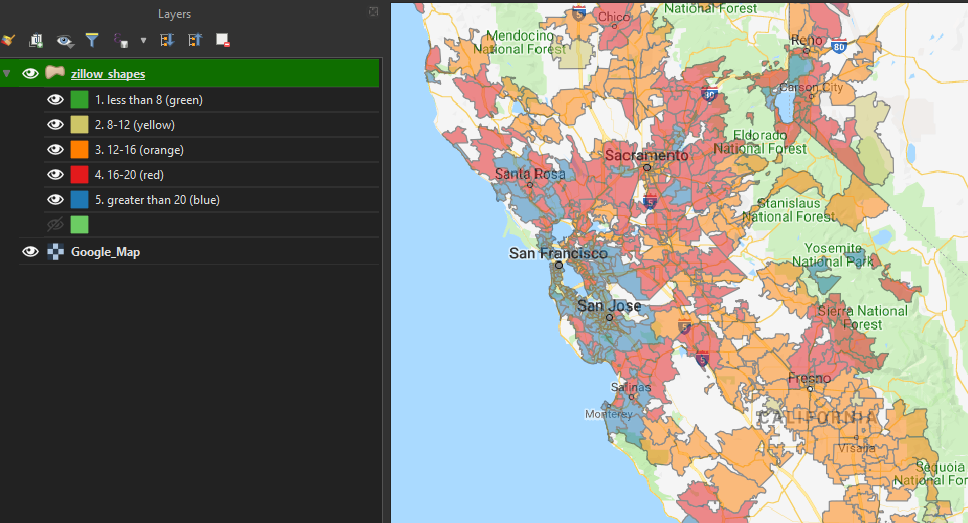 Layers
zillow_shapes
1. less than 8 (green)
2. 8-12 (yellow)
3. 12-16 (orange)
4. 16-20 (red)
5. greater than 20 (blue)
Google_Map
National Forest
5
Chico
Mendocino
National Forest
Reno
80
Carson City
80
Eldorado
National Forest
Sacramento
Santa Rosa
5
Stanislaus
National Forest
San Francisco
Yosemite
National Park
San Jose
Sierra National
Forest
5
5
Fresno
Salinas
Monterey
CALIFORNIA
Visalia
Sequoia
National For